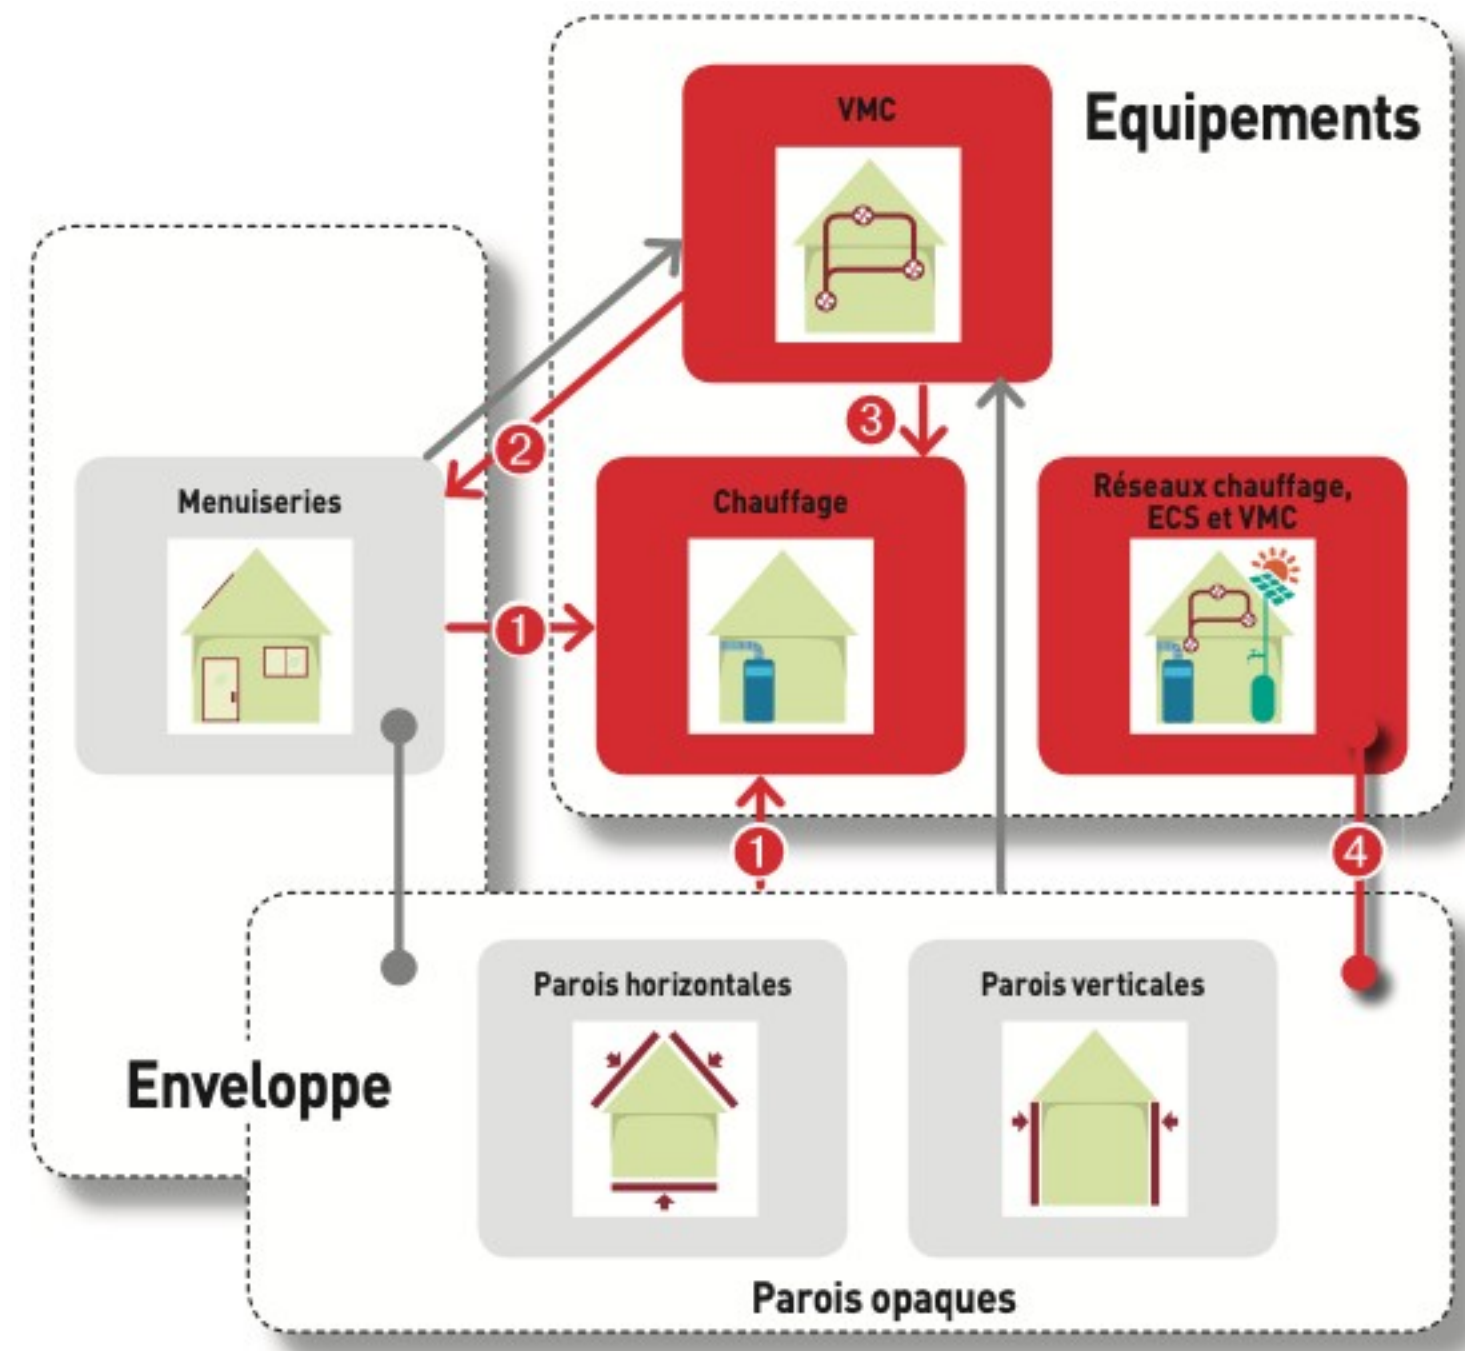 VMC
Equipements
3
2
Menuiseries
Chauffage
Réseaux chauffage,
ECS et VMC
1
1
4
Parois horizontales
Parois verticales
Enveloppe
Parois opaques